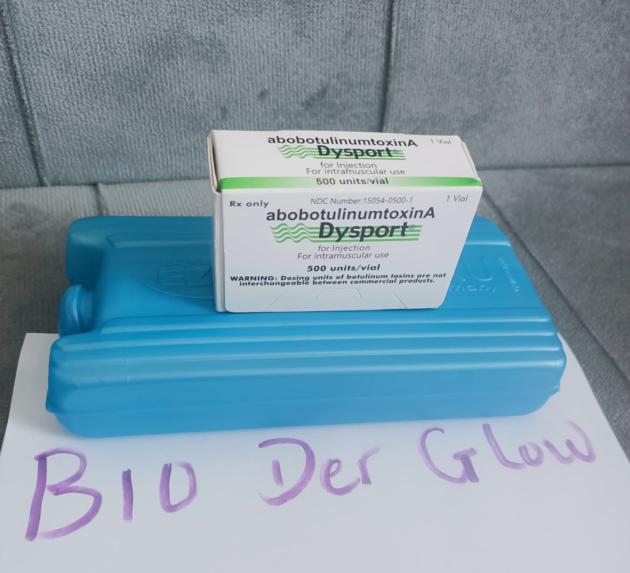 abobotulinumtoxinA 1 Vial
Dysport®
for Injection
For intramuscular use
500 units/vial
Rx only NDC Number:15054-0500-1 1 Vial
abobotulinumtoxinA
Dysport®
for Injection
For intramuscular use
500 units/vial
WARNING: Dosing units of botulinum toxins are not
interchangeable between commercial products.
BIO Der Glow